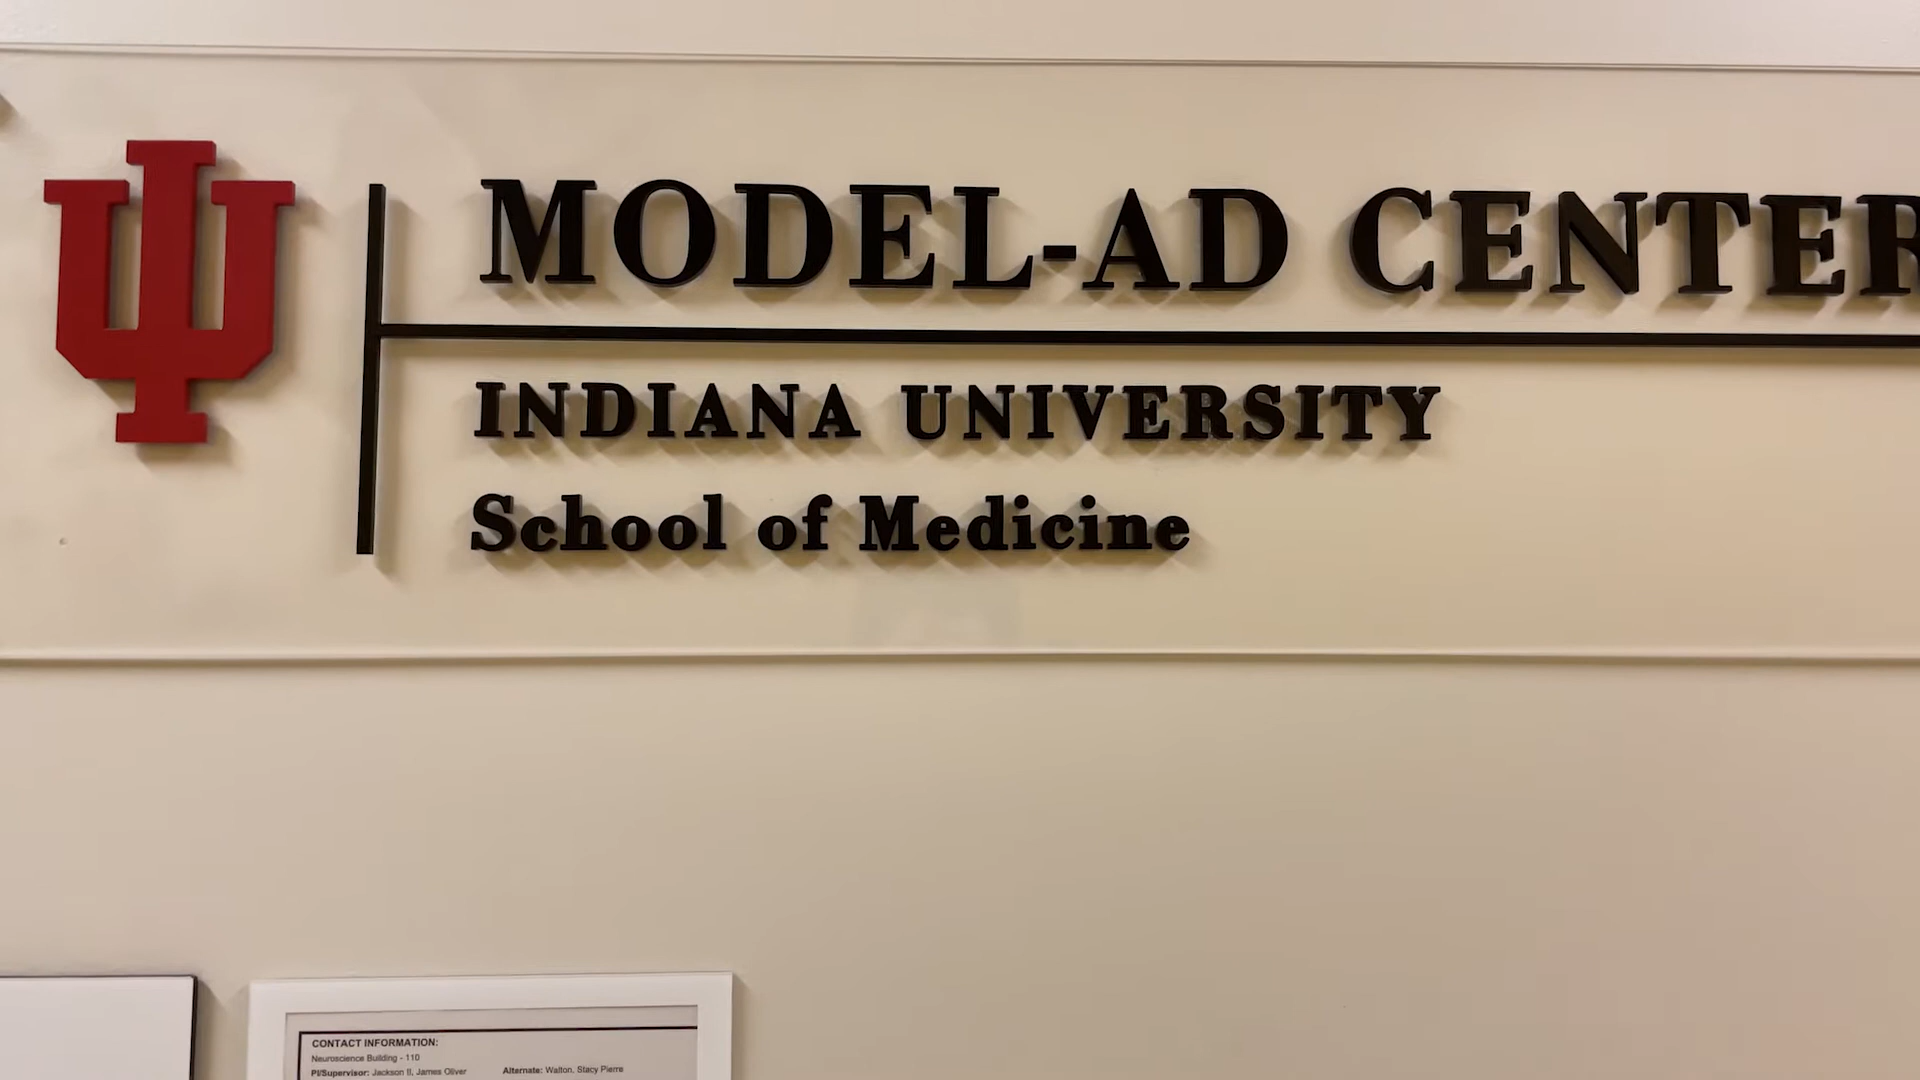 MODEL-AD CENTER
INDIANA UNIVERSITY
School of Medicine
CONTACT INFORMATION:
Neuroscience Building - 110
PI/Supervisor: Jackson II, James Oliver Alternate: Walton, Stacy Pierre